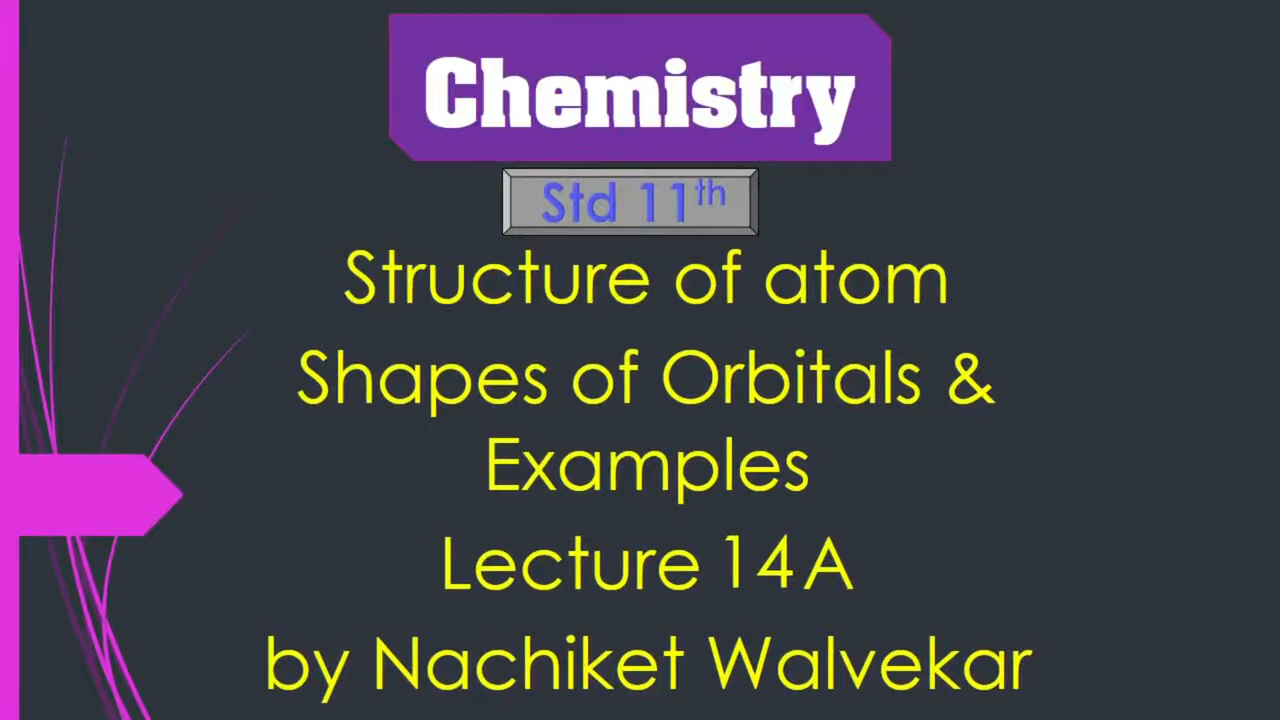 Chemistry
Std 11th
Structure of atom
Shapes of Orbitals &
Examples
Lecture 14A
by Nachiket Walvekar